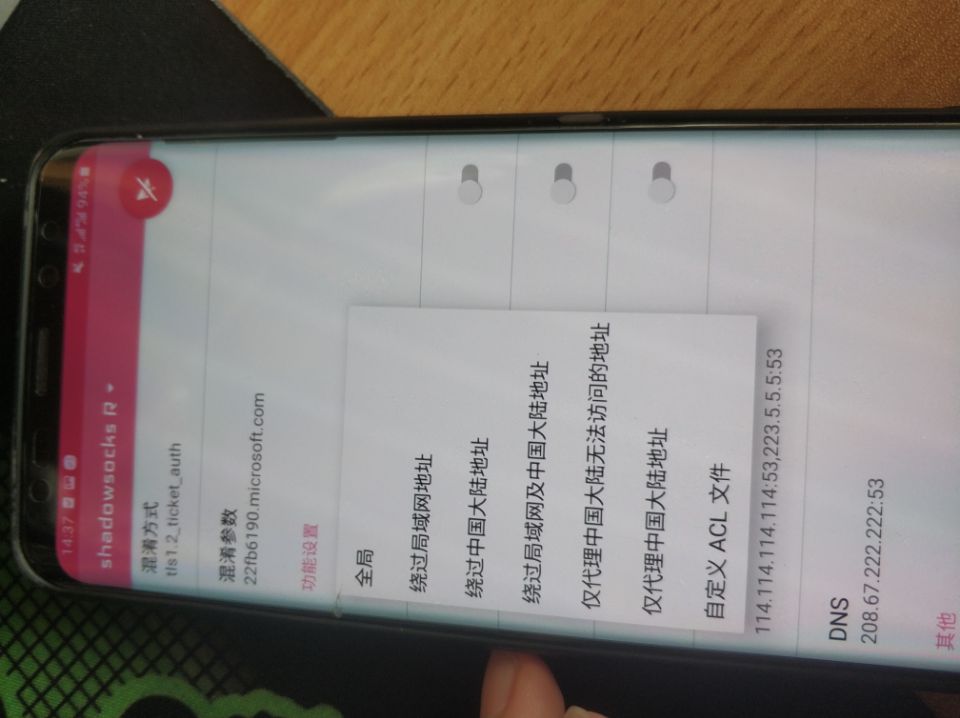 14:37
94%
shadowsocks R
混淆方式
tls1.2_ticket_auth
混淆参数
22fb6190.microsoft.com
功能设置
全局
绕过局域网地址
绕过中国大陆地址
绕过局域网及中国大陆地址
仅代理中国大陆无法访问的地址
仅代理中国大陆地址
自定义 ACL 文件
114.114.114.114:53,223.5.5.5:53
DNS
208.67.222.222:53
其他